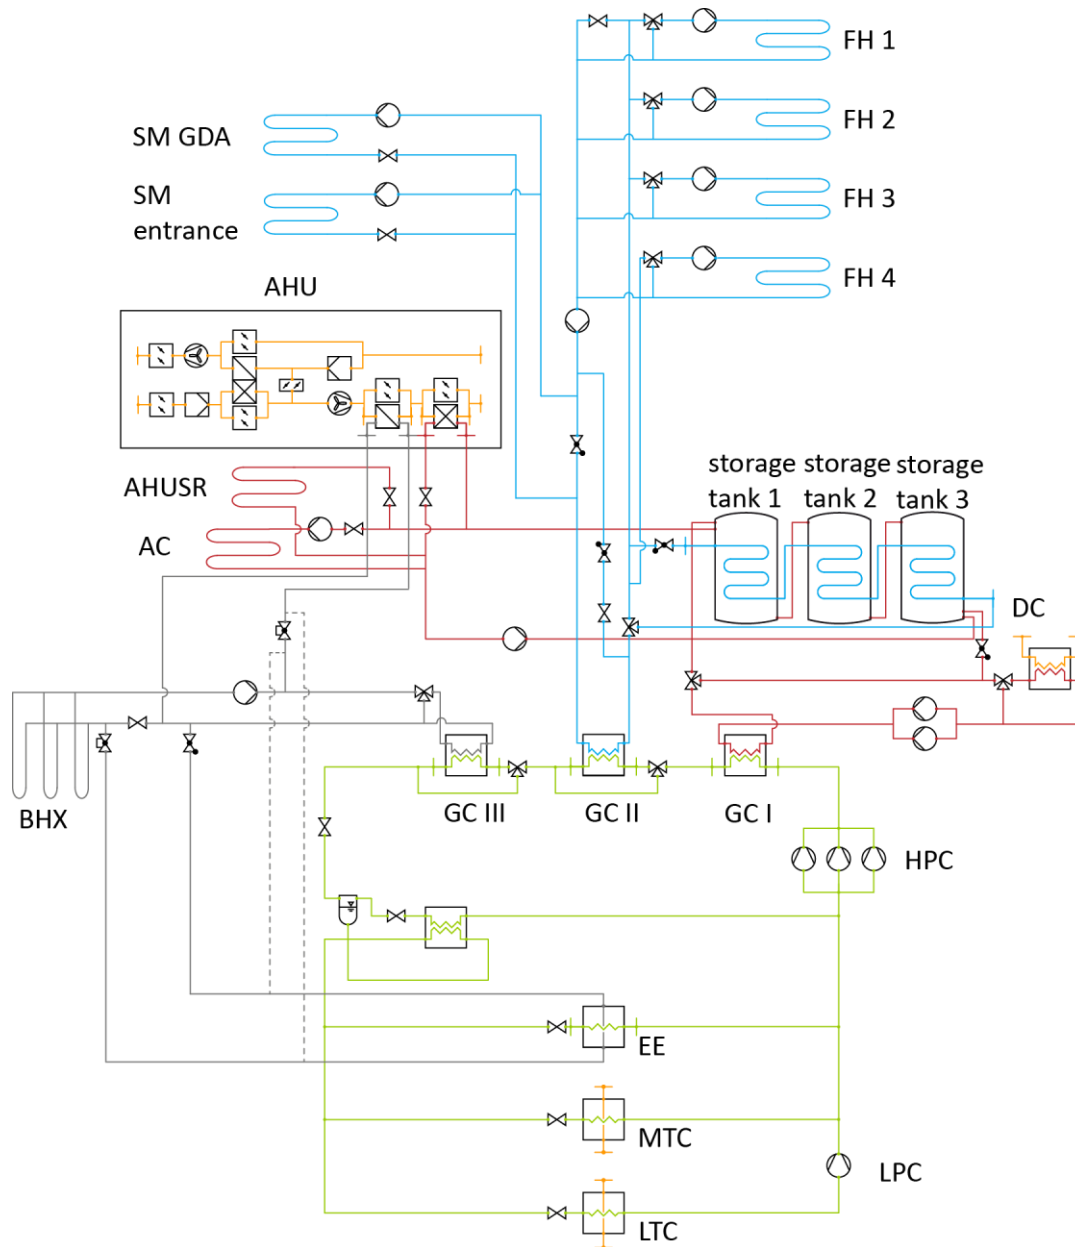 FH 1
SM GDA
FH 2
SM
entrance
FH 3
FH 4
AHU
storage
tank 1
storage
tank 2
storage
tank 3
AHUSR
AC
DC
BHX
GC III
GC II
GC I
HPC
EE
MTC
LPC
LTC